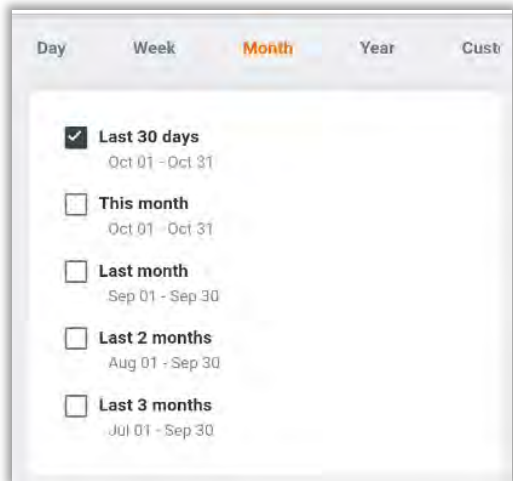 Day Week Month Year Cust
Last 30 days
Oct 01 - Oct 31
This month
Oct 01 - Oct 31
Last month
Sep 01 - Sep 30
Last 2 months
Aug 01 - Sep 30
Last 3 months
Jul 01 - Sep 30